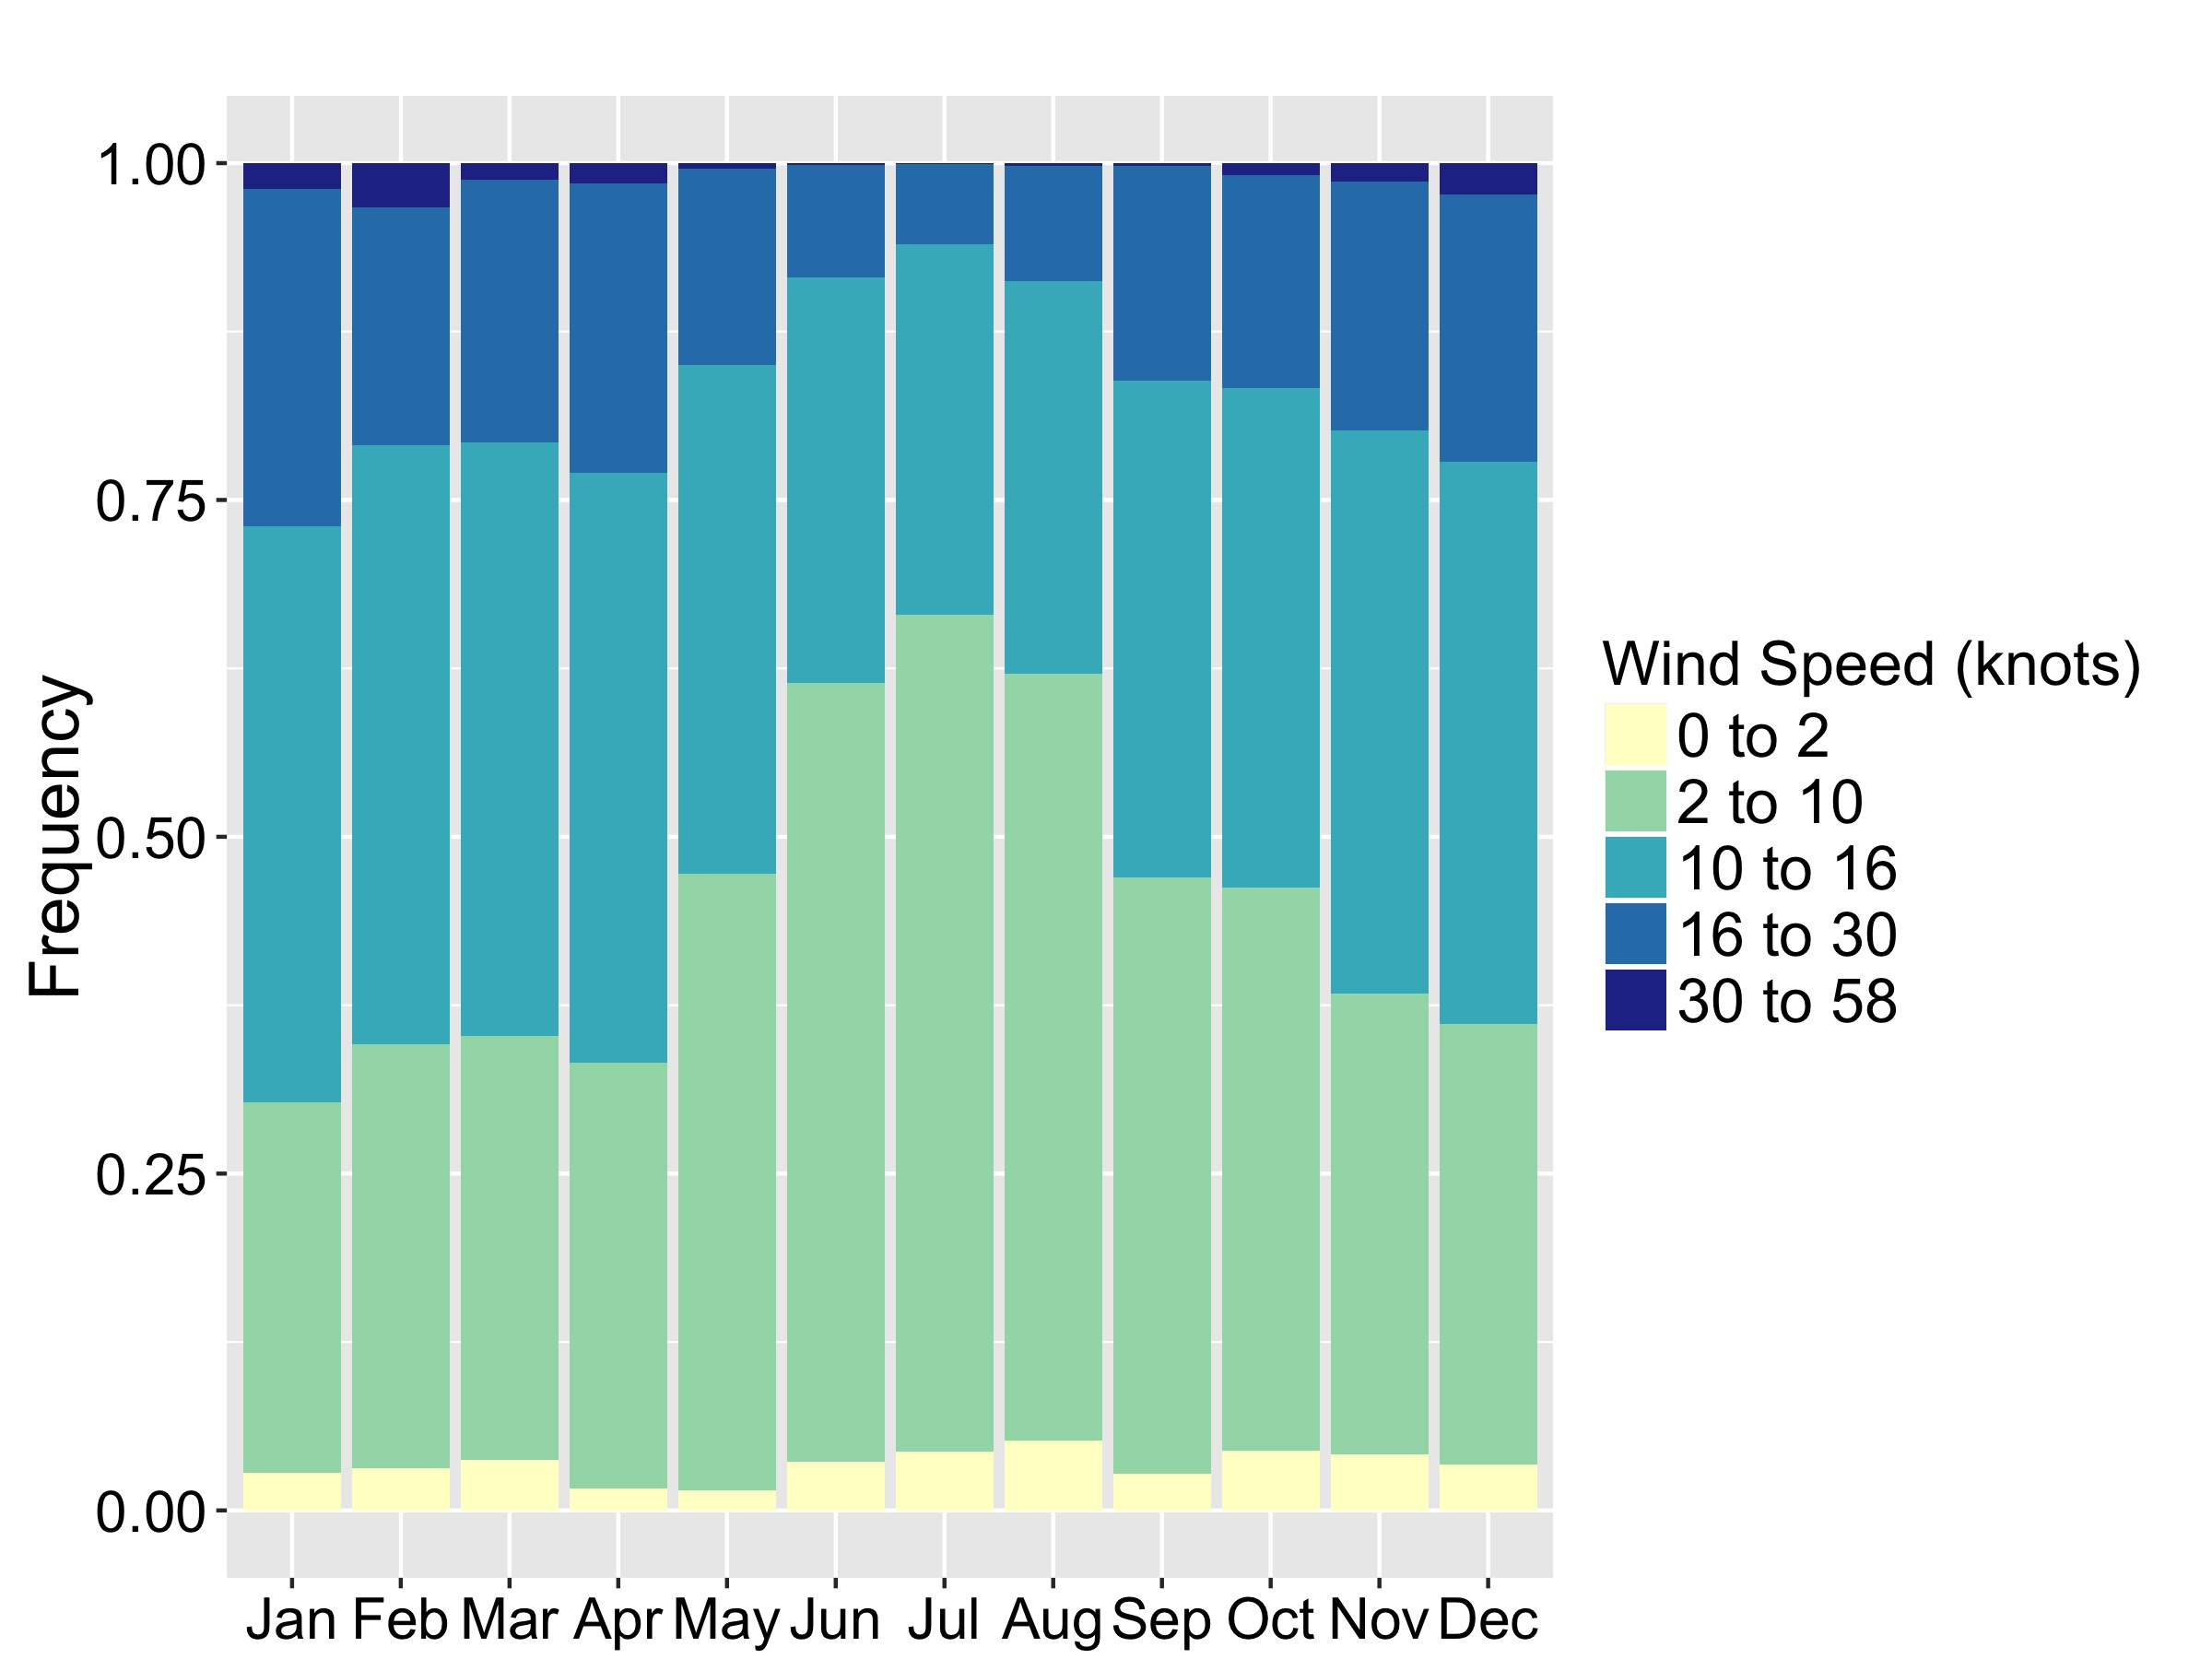 Frequency
1.00
0.75
0.50
0.25
0.00
Jan Feb Mar Apr May Jun Jul Aug Sep Oct Nov Dec
Wind Speed (knots)
0 to 2
2 to 10
10 to 16
16 to 30
30 to 58